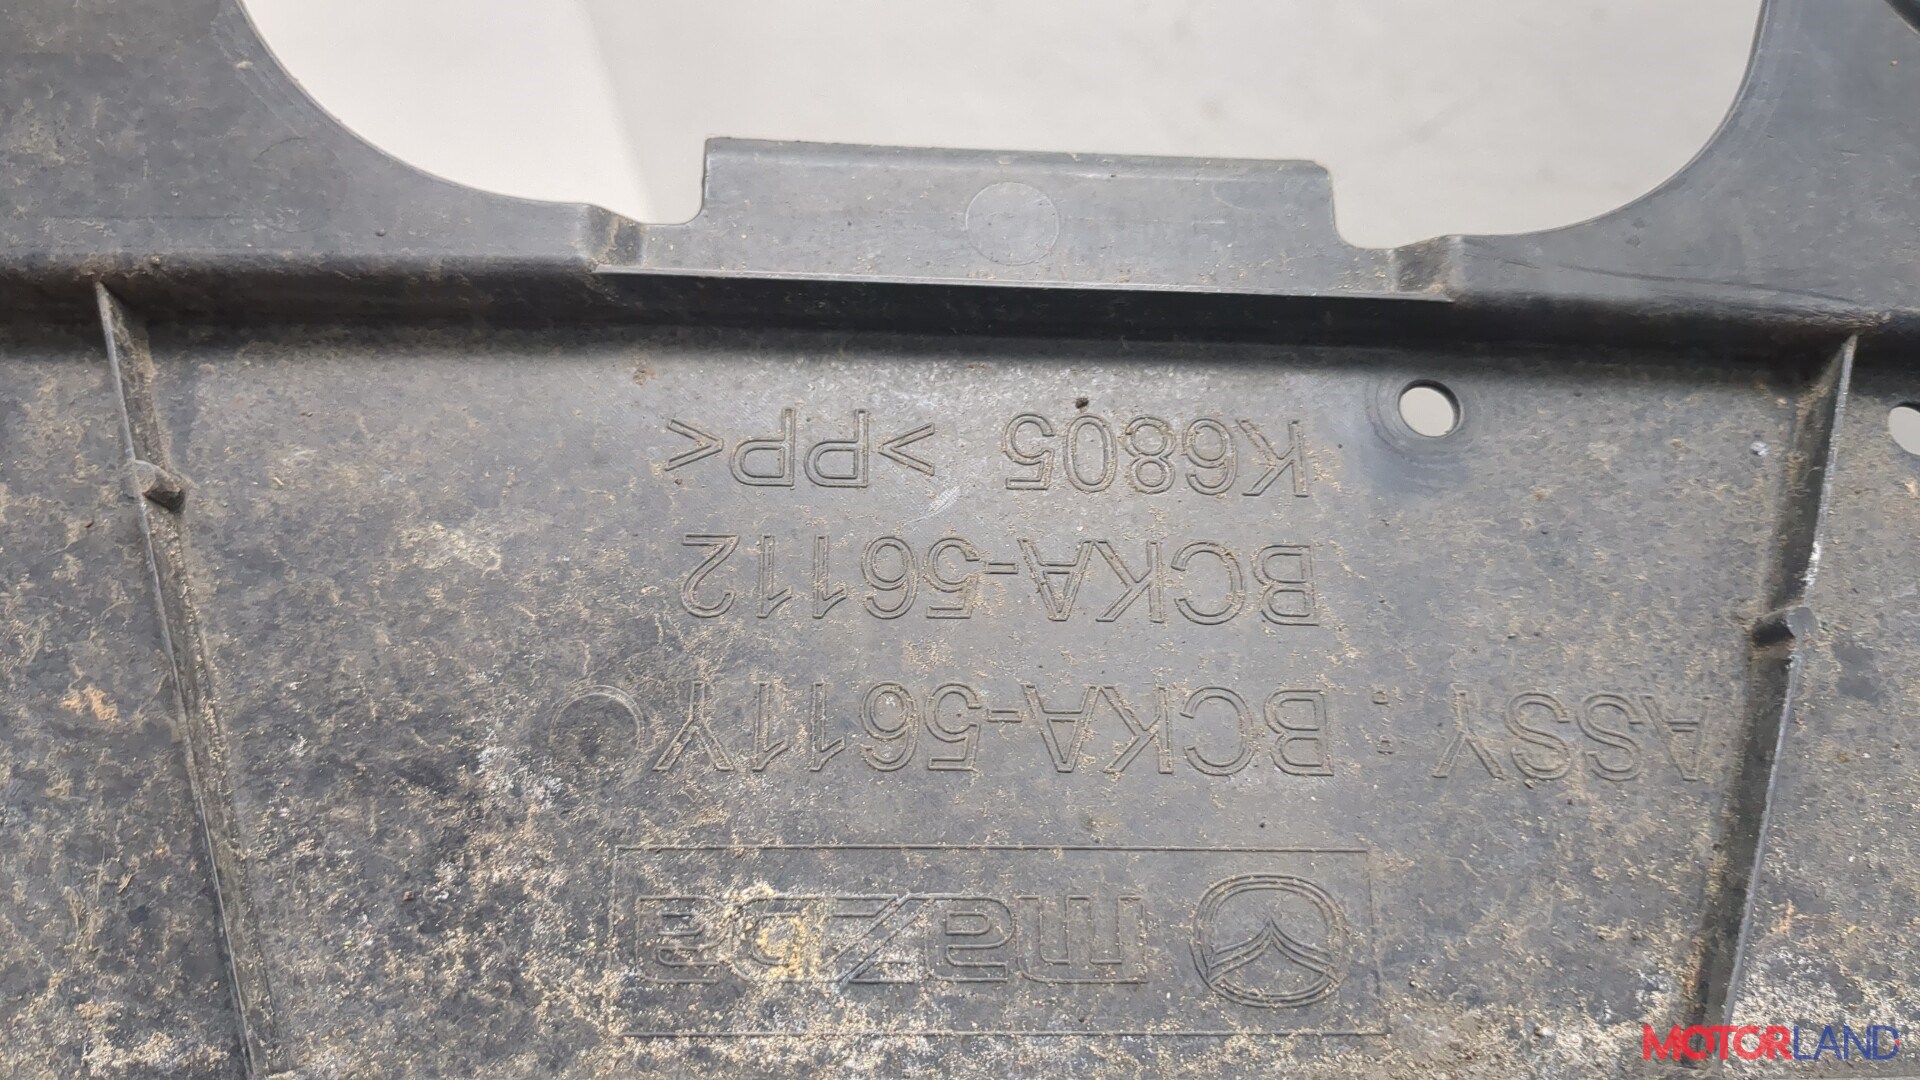 mazda
ASSY : BCKA-5611Y
BCKA-56112
K6805 >PP<
MOTORLAND